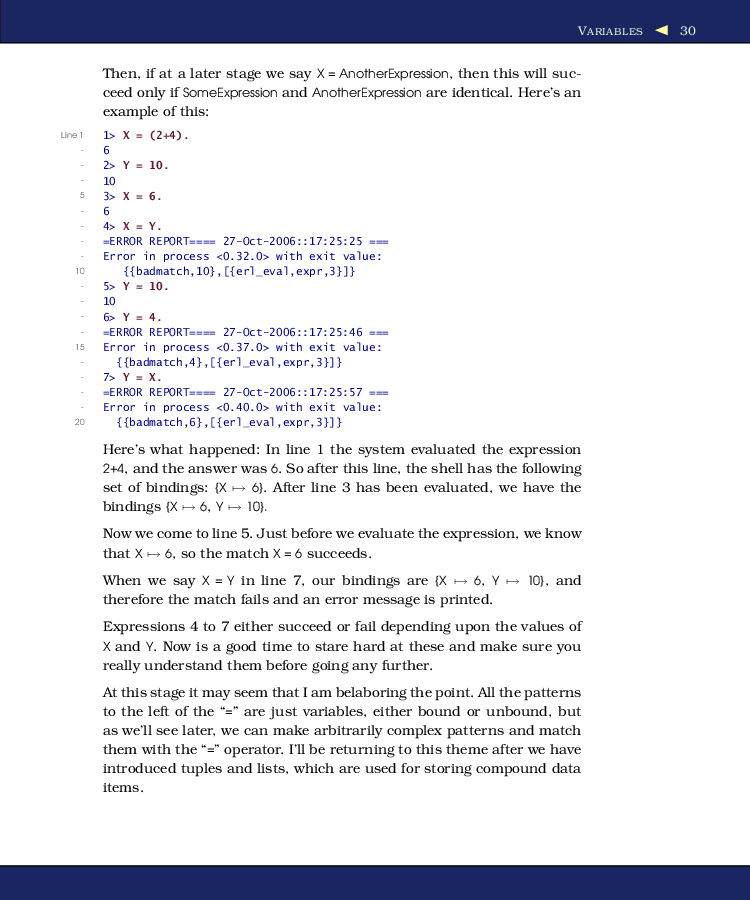 VARIABLES ◀ 30
Then, if at a later stage we say X = AnotherExpression, then this will suc-
ceed only if SomeExpression and AnotherExpression are identical. Here's an
example of this:
Line 1 1> X = (2+4).
- 6
- 2> Y = 10.
- 10
5 3> X = 6.
- 6
- 4> X = Y.
- =ERROR REPORT==== 27-Oct-2006::17:25:25 ===
- Error in process <0.32.0> with exit value:
10 {{badmatch,10},[{erl_eval,expr,3}]}
- 5> Y = 10.
- 10
- 6> Y = 4.
- =ERROR REPORT==== 27-Oct-2006::17:25:46 ===
15 Error in process <0.37.0> with exit value:
- {{badmatch,4},[{erl_eval,expr,3}]}
- 7> Y = X.
- =ERROR REPORT==== 27-Oct-2006::17:25:57 ===
- Error in process <0.40.0> with exit value:
20 {{badmatch,6},[{erl_eval,expr,3}]}
Here's what happened: In line 1 the system evaluated the expression
2+4, and the answer was 6. So after this line, the shell has the following
set of bindings: {X ↦ 6}. After line 3 has been evaluated, we have the
bindings {X ↦ 6, Y ↦ 10}.
Now we come to line 5. Just before we evaluate the expression, we know
that X ↦ 6, so the match X = 6 succeeds.
When we say X = Y in line 7, our bindings are {X ↦ 6, Y ↦ 10}, and
therefore the match fails and an error message is printed.
Expressions 4 to 7 either succeed or fail depending upon the values of
X and Y. Now is a good time to stare hard at these and make sure you
really understand them before going any further.
At this stage it may seem that I am belaboring the point. All the patterns
to the left of the “=” are just variables, either bound or unbound, but
as we'll see later, we can make arbitrarily complex patterns and match
them with the “=” operator. I'll be returning to this theme after we have
introduced tuples and lists, which are used for storing compound data
items.